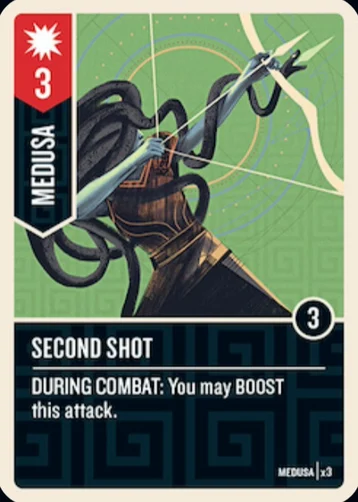 3
MEDUSA
3
SECOND SHOT
DURING COMBAT: You may BOOST
this attack.
MEDUSA | x3